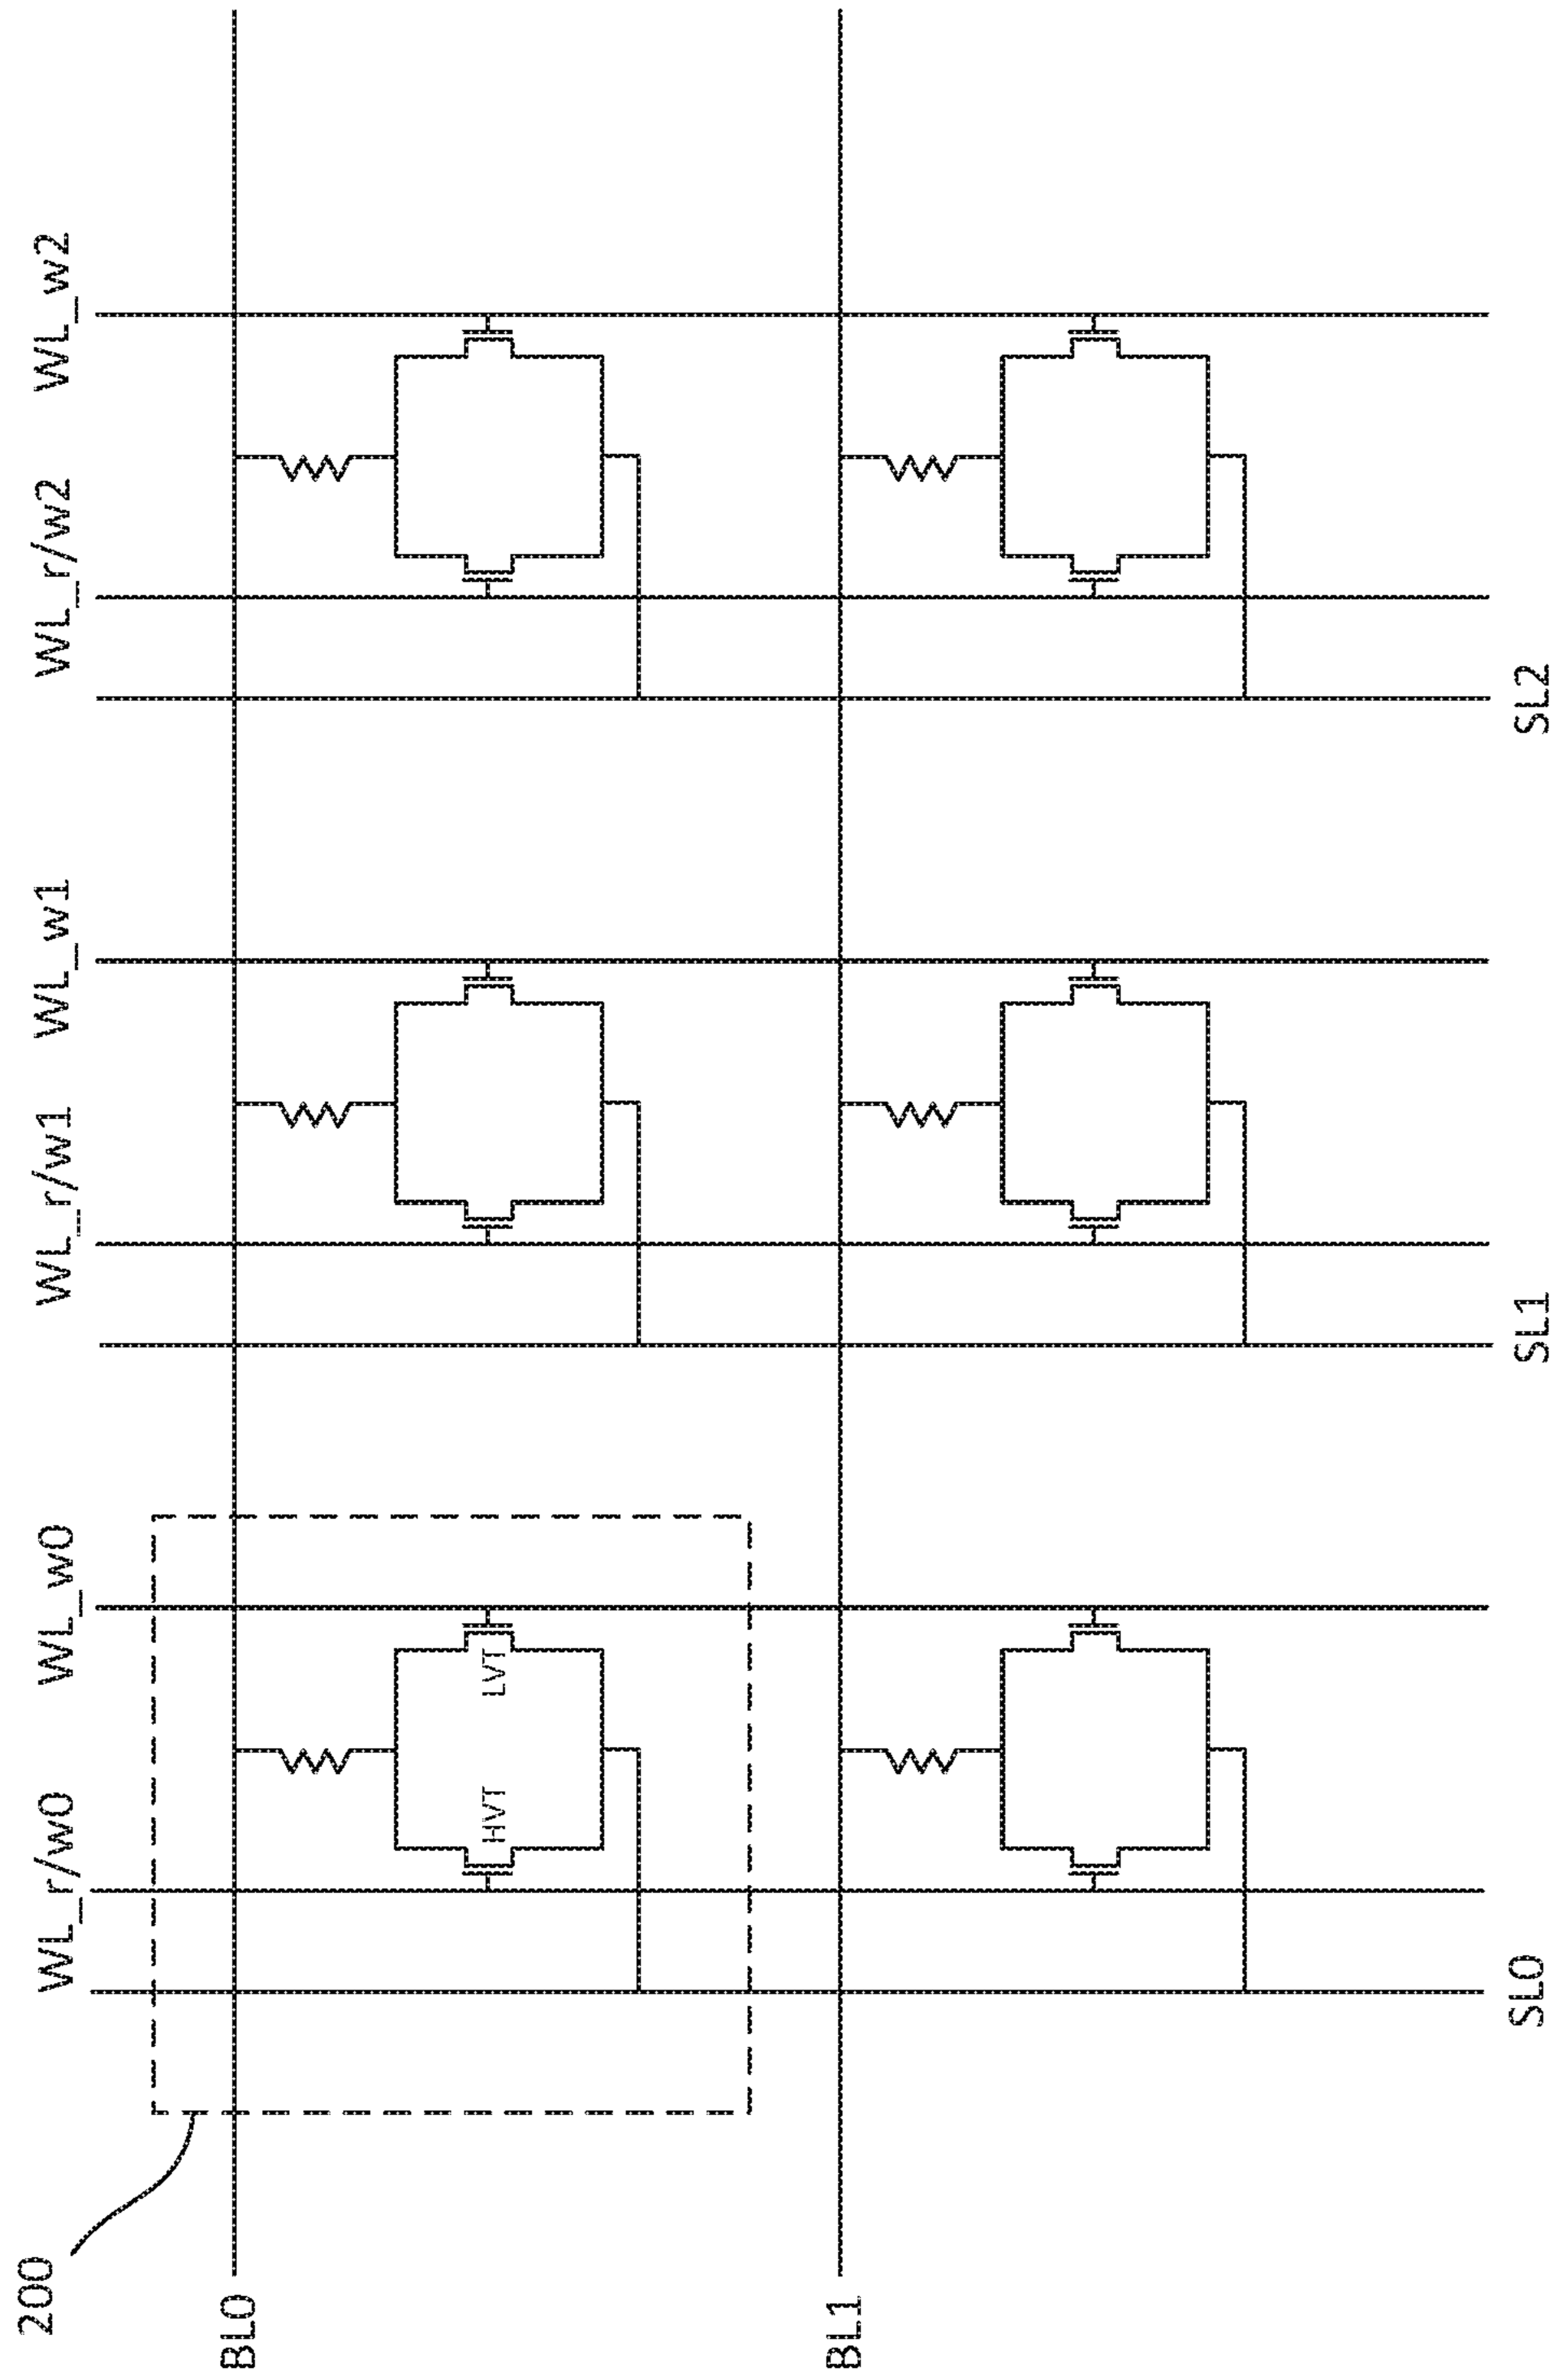 200
WL_r/w0 WL_w0 WL_r/w1 WL_w1 WL_r/w2 WL_w2
BL0
HVT LVT
BL1
SL0 SL1 SL2